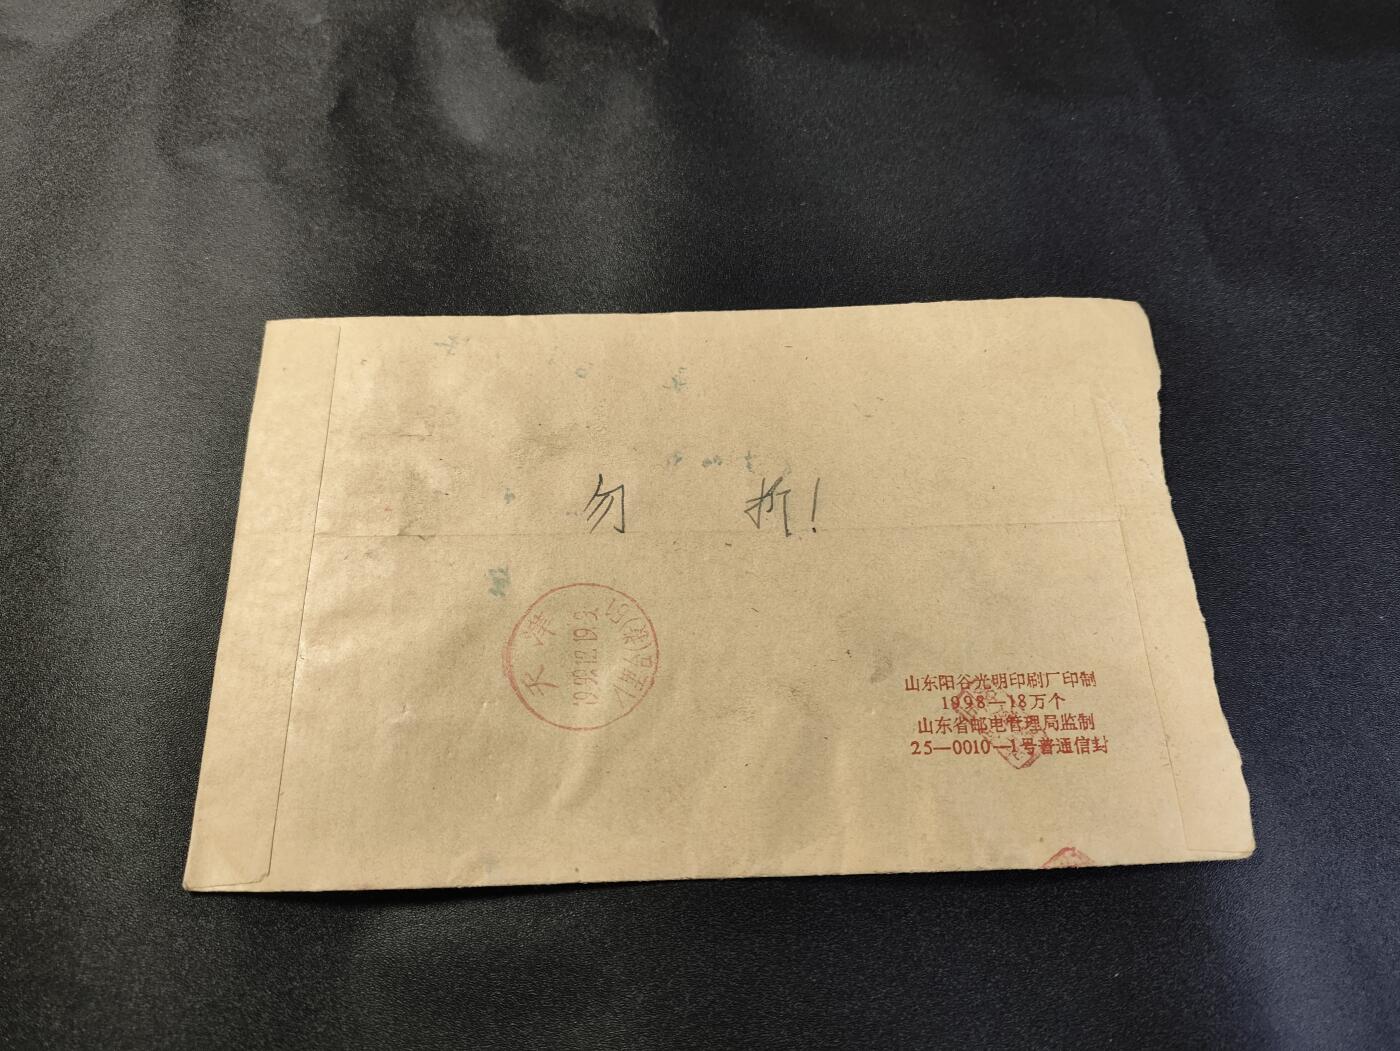 勿 折!
天津
山东阳谷光明印刷厂印制
1998—18万个
山东省邮电管理局监制
25—0010—1号普通信封